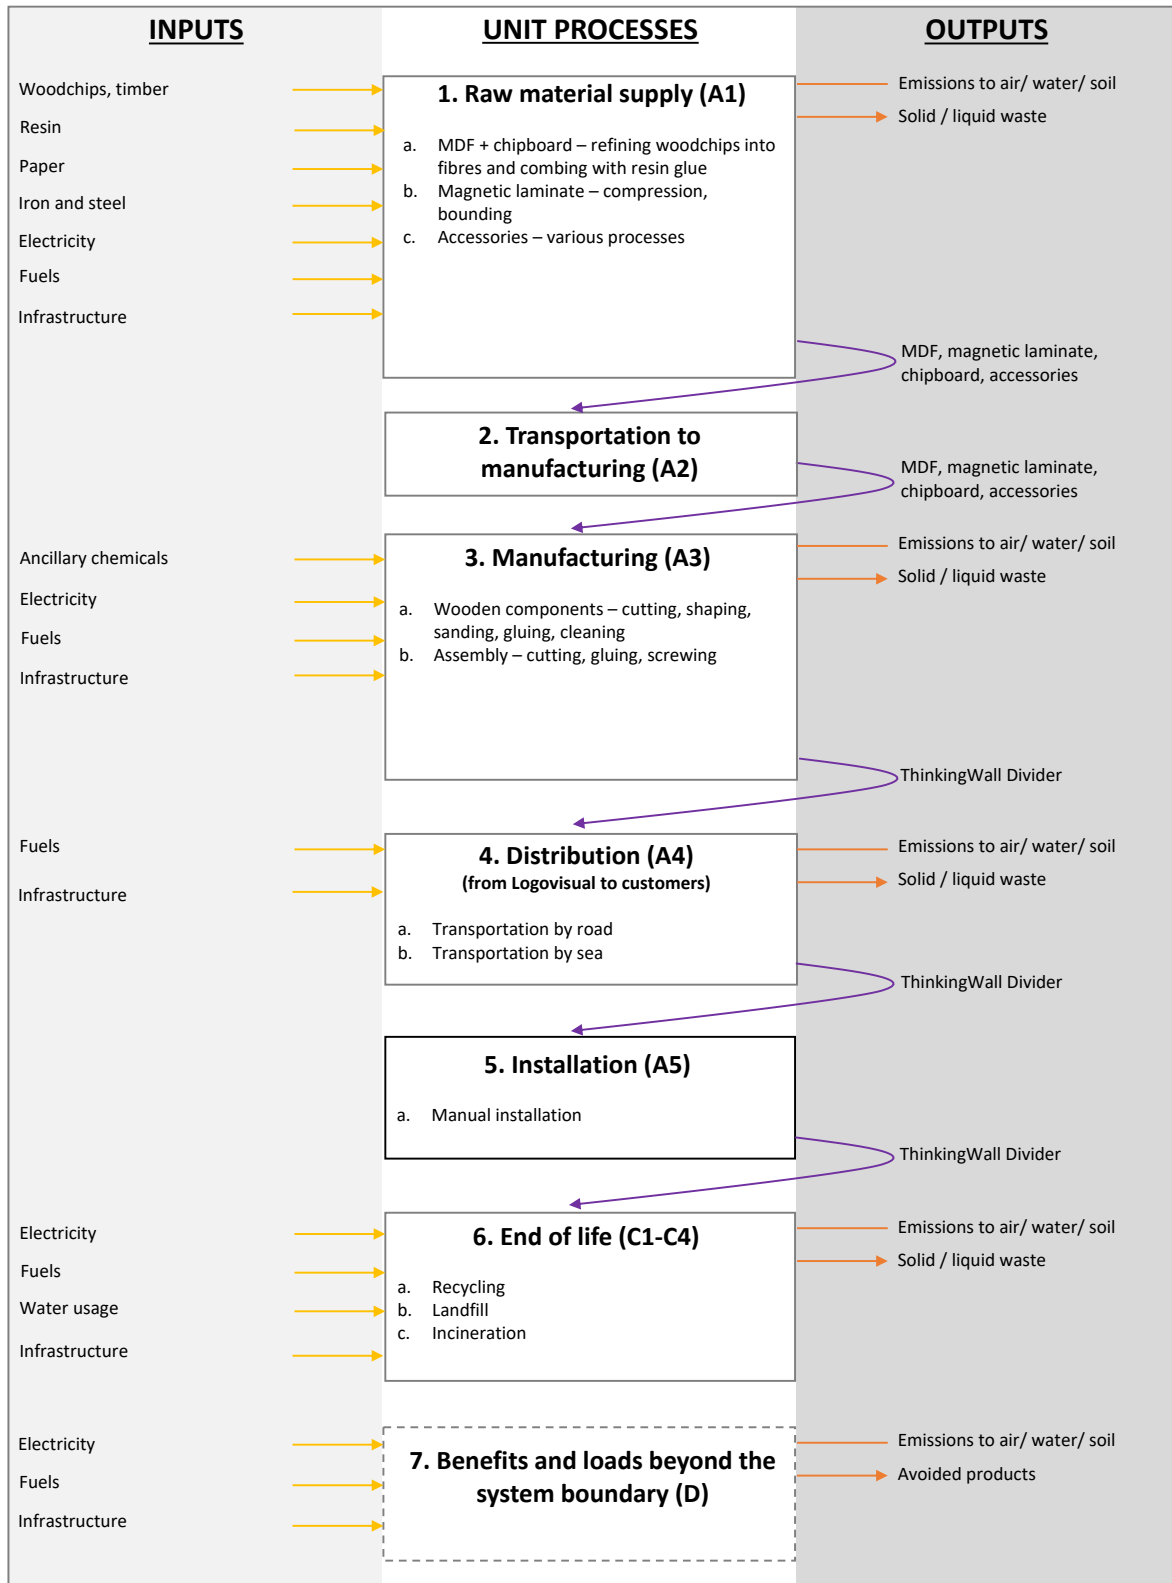 INPUTS
UNIT PROCESSES
OUTPUTS
Woodchips, timber
Resin
Paper
Iron and steel
Electricity
Fuels
Infrastructure
1. Raw material supply (A1)
a. MDF + chipboard – refining woodchips into
fibres and combing with resin glue
b. Magnetic laminate – compression,
bounding
c. Accessories – various processes
Emissions to air/ water/ soil
Solid / liquid waste
MDF, magnetic laminate,
chipboard, accessories
2. Transportation to
manufacturing (A2)
MDF, magnetic laminate,
chipboard, accessories
Ancillary chemicals
Electricity
Fuels
Infrastructure
3. Manufacturing (A3)
a. Wooden components – cutting, shaping,
sanding, gluing, cleaning
b. Assembly – cutting, gluing, screwing
Emissions to air/ water/ soil
Solid / liquid waste
ThinkingWall Divider
Fuels
Infrastructure
4. Distribution (A4)
(from Logovisual to customers)
a. Transportation by road
b. Transportation by sea
Emissions to air/ water/ soil
Solid / liquid waste
ThinkingWall Divider
5. Installation (A5)
a. Manual installation
ThinkingWall Divider
Electricity
Fuels
Water usage
Infrastructure
6. End of life (C1-C4)
a. Recycling
b. Landfill
c. Incineration
Emissions to air/ water/ soil
Solid / liquid waste
Electricity
Fuels
Infrastructure
7. Benefits and loads beyond the
system boundary (D)
Emissions to air/ water/ soil
Avoided products